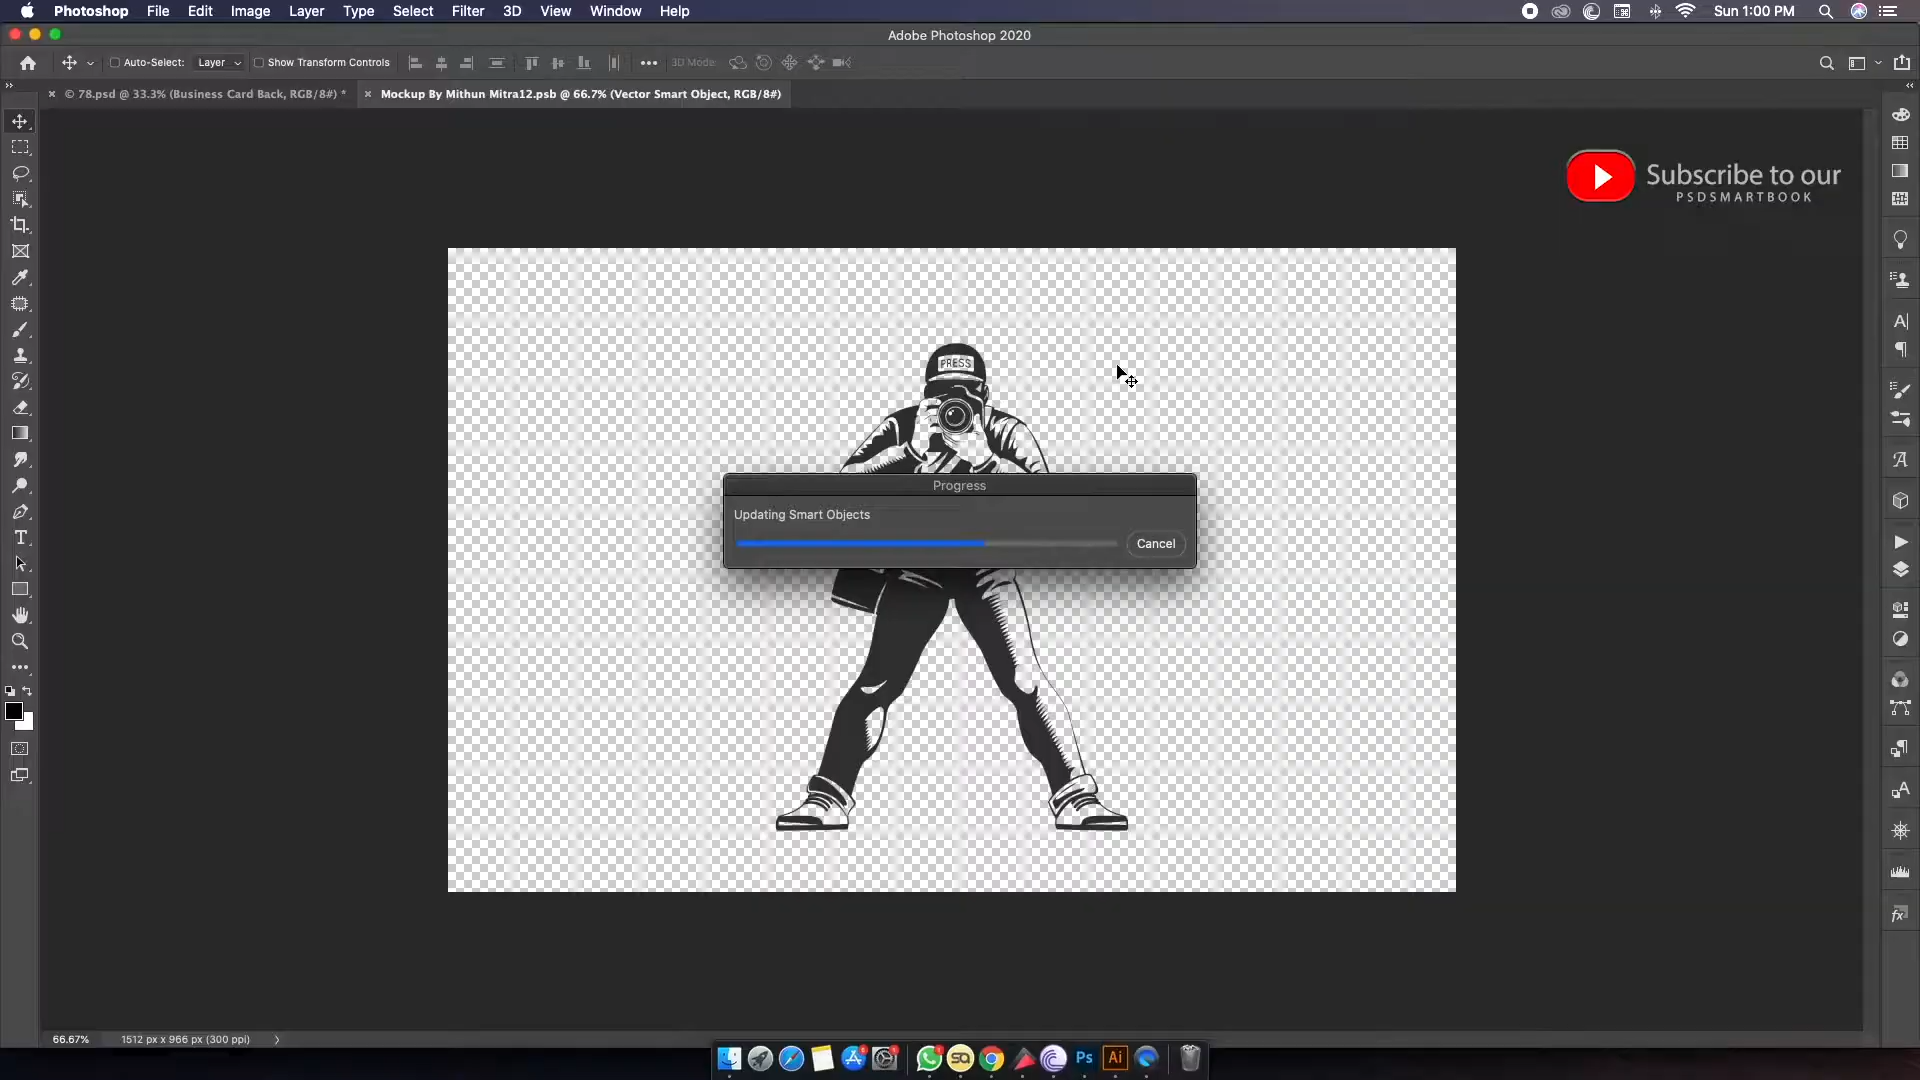 Photoshop File Edit Image Layer Type Select Filter 3D View Window Help Sun 1:00 PM
Adobe Photoshop 2020
Auto-Select: Layer Show Transform Controls 3D Mode:
© 78.psd @ 33.3% (Business Card Back, RGB/8#) * Mockup By Mithun Mitra12.psb @ 66.7% (Vector Smart Object, RGB/8#)
Subscribe to our
PSDSMARTBOOK
PRESS
Progress
Updating Smart Objects
Cancel
66.67% 1512 px x 966 px (300 ppi)
Ps Ai